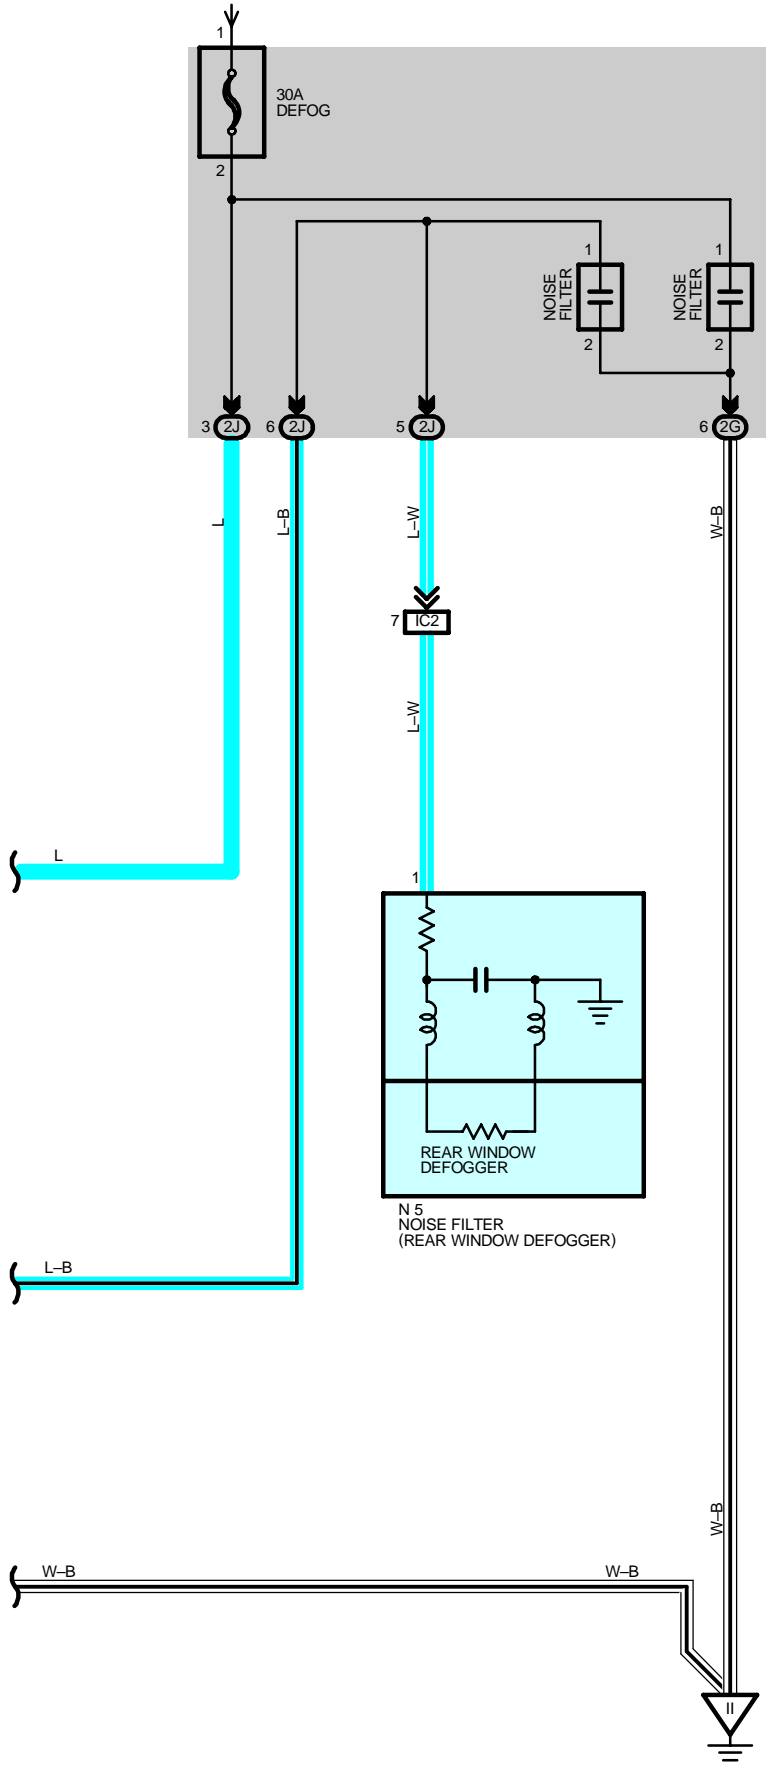 1
30A
DEFOG
2
1
NOISE
FILTER
2
1
NOISE
FILTER
2
3 2J
6 2J
5 2J
6 2G
L
L–B
L–W
W–B
7 IC2
L–W
L
1
REAR WINDOW
DEFOGGER
N 5
NOISE FILTER
(REAR WINDOW DEFOGGER)
L–B
W–B
W–B
W–B
II